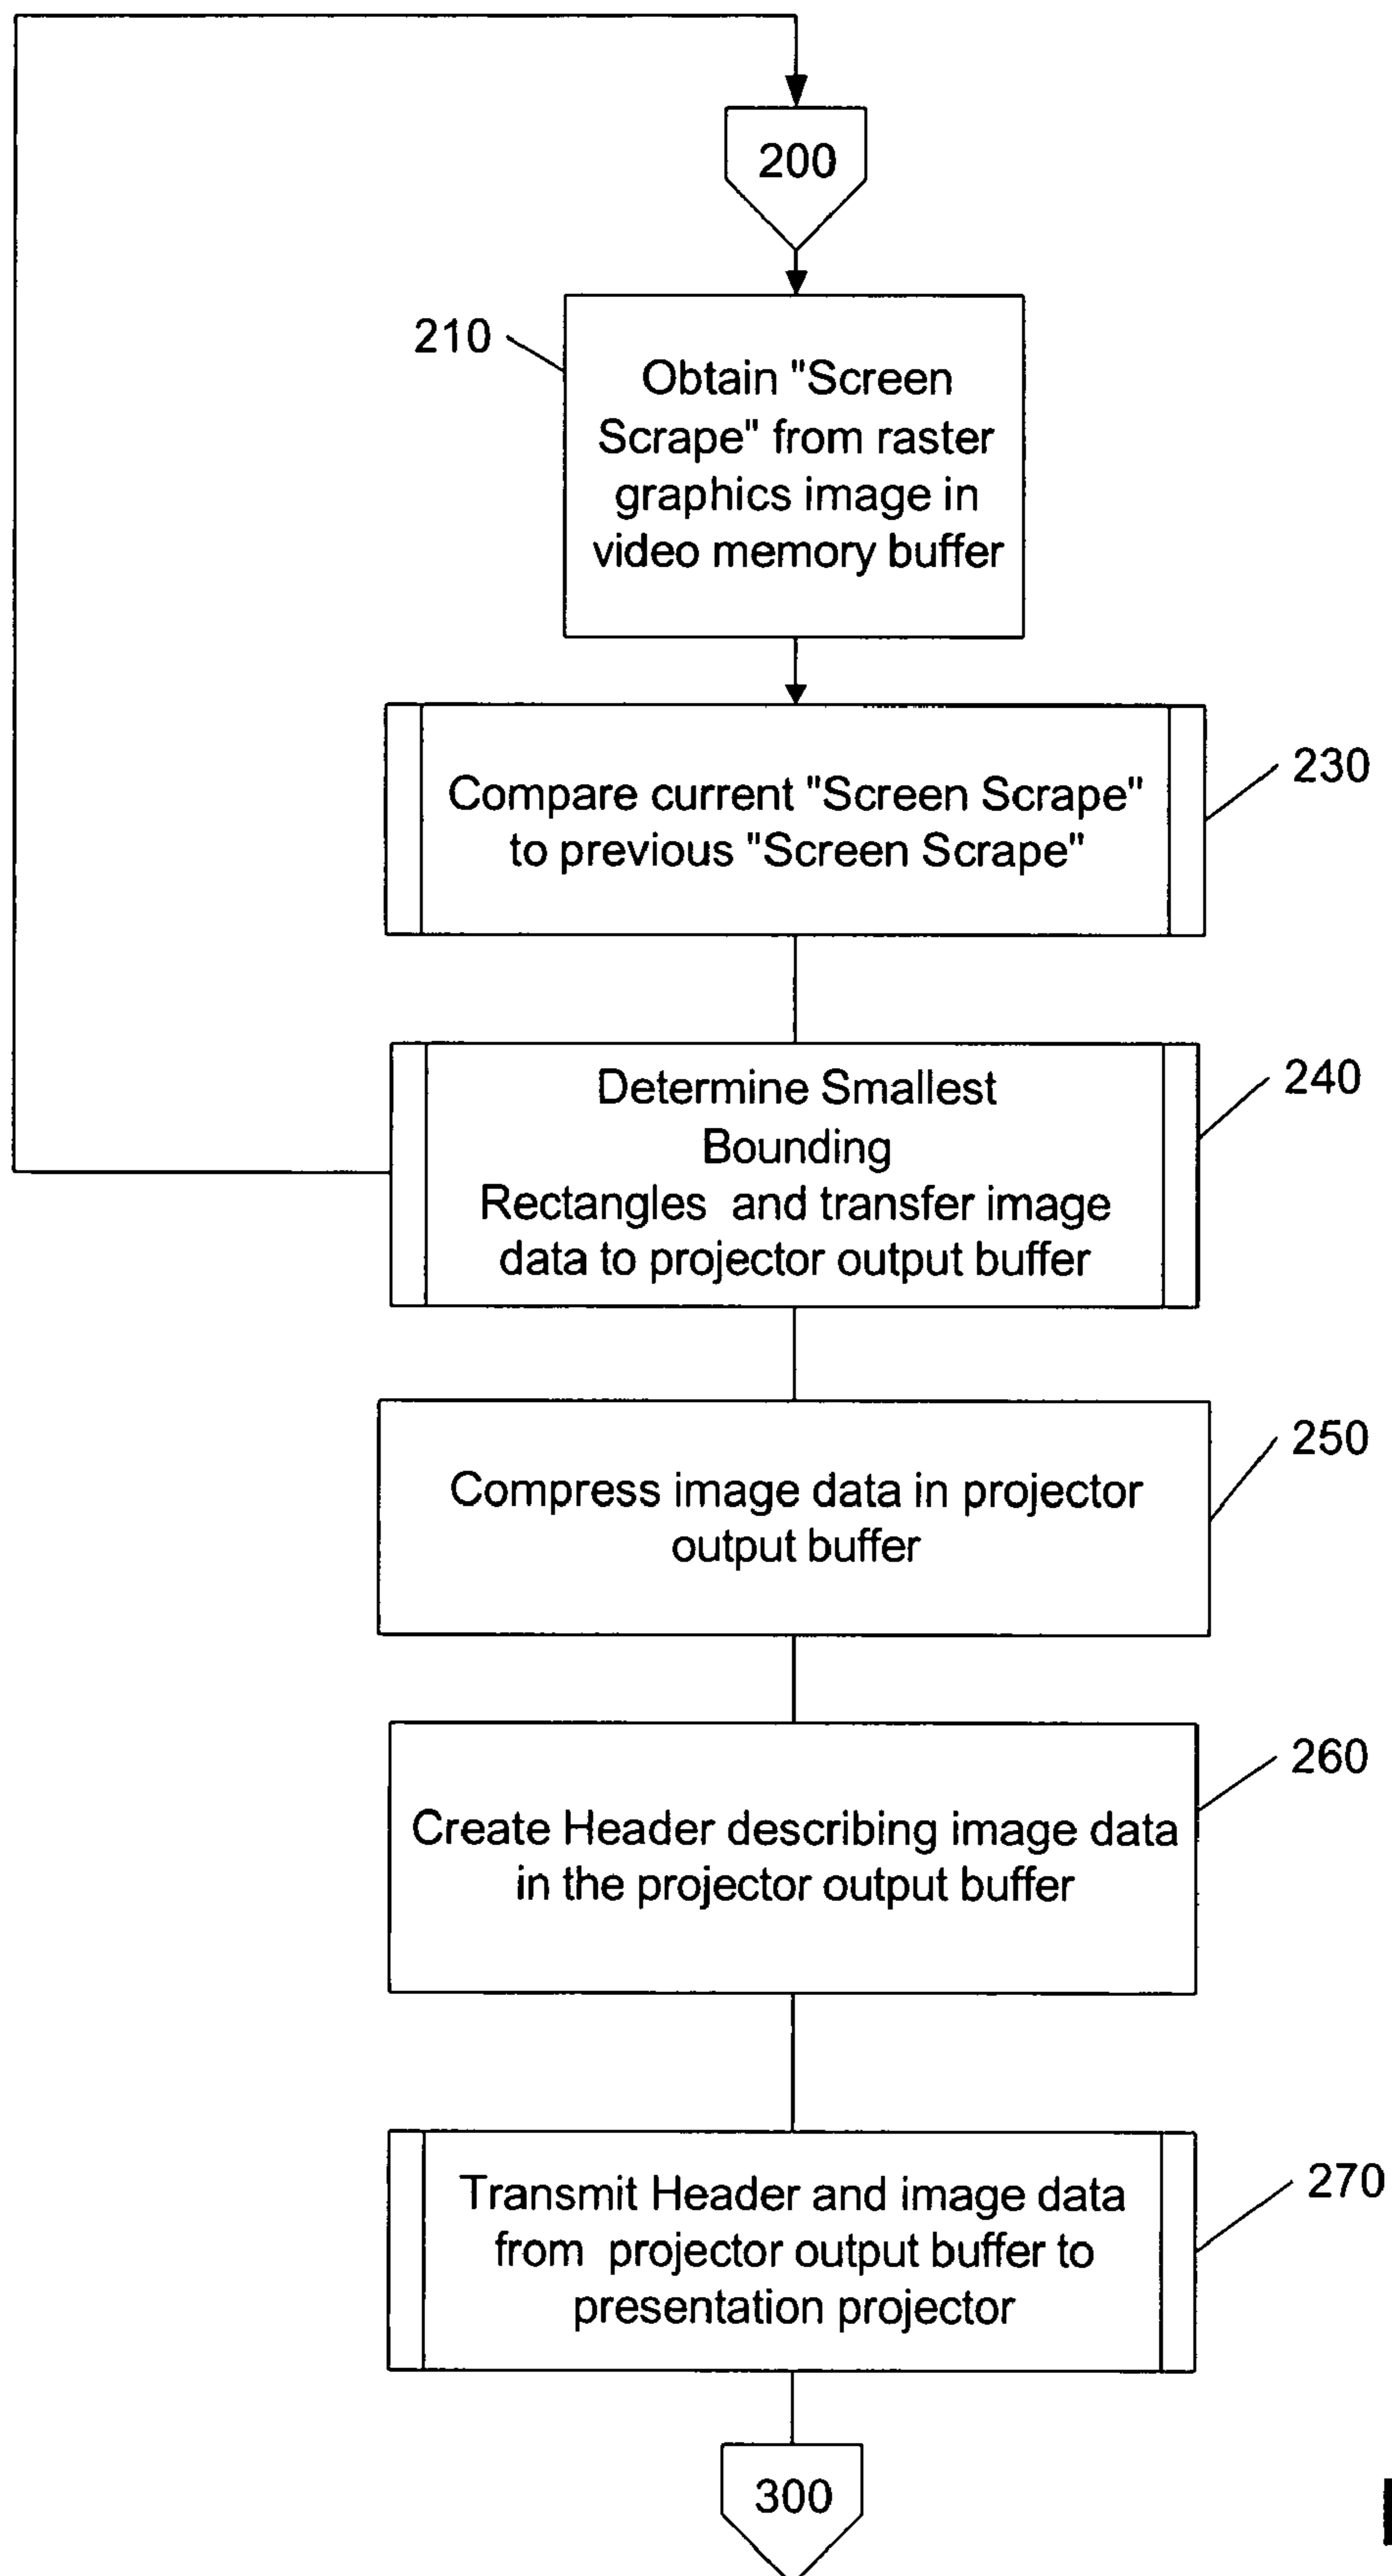 200
210
Obtain "Screen
Scrape" from raster
graphics image in
video memory buffer
230
Compare current "Screen Scrape"
to previous "Screen Scrape"
240
Determine Smallest
Bounding
Rectangles and transfer image
data to projector output buffer
250
Compress image data in projector
output buffer
260
Create Header describing image data
in the projector output buffer
270
Transmit Header and image data
from projector output buffer to
presentation projector
300